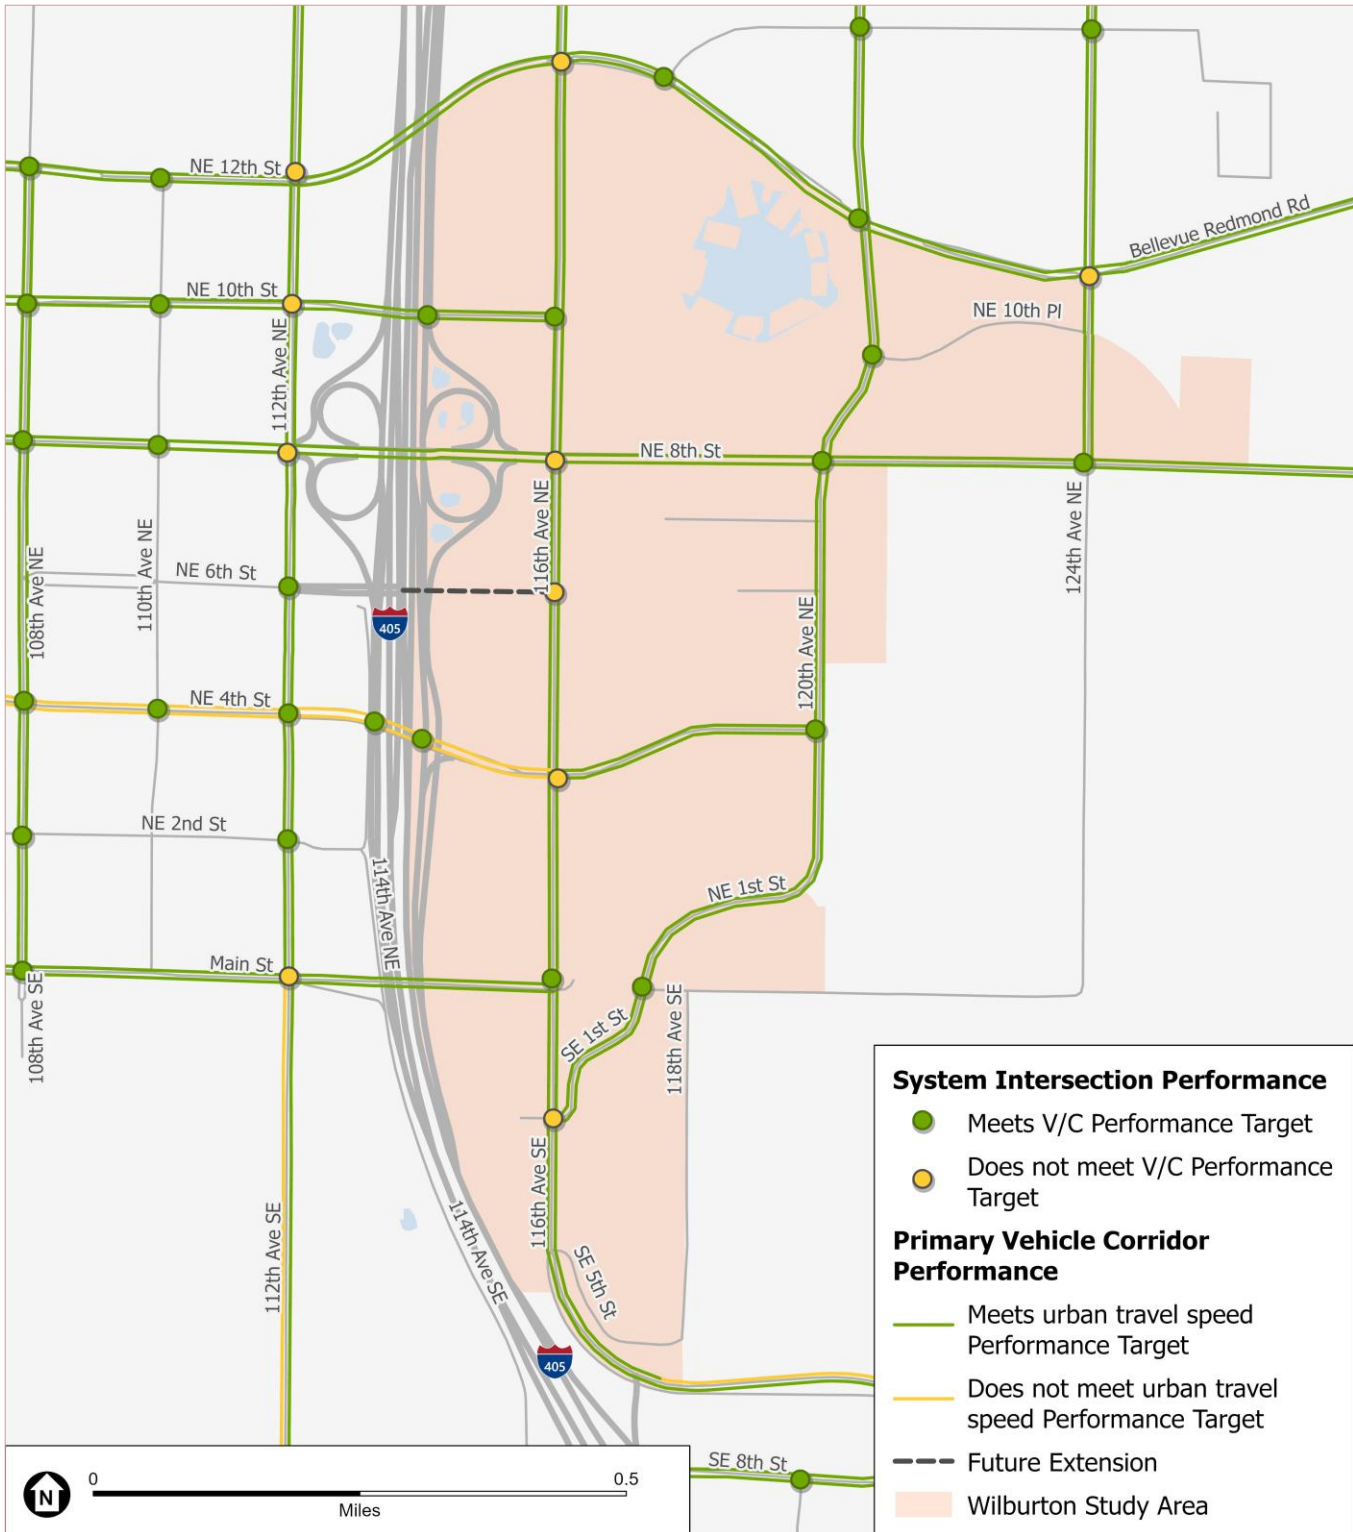 NE 12th St
Bellevue Redmond Rd
NE 10th St
NE 10th Pl
112th Ave NE
NE 8th St
116th Ave NE
124th Ave NE
108th Ave NE
110th Ave NE
NE 6th St
405
120th Ave NE
NE 4th St
NE 2nd St
114th Ave NE
NE 1st St
Main St
108th Ave SE
SE 1st St
118th Ave SE
116th Ave SE
112th Ave SE
114th Ave SE
SE 5th St
405
SE 8th St
System Intersection Performance
Meets V/C Performance Target
Does not meet V/C Performance
Target
Primary Vehicle Corridor
Performance
Meets urban travel speed
Performance Target
Does not meet urban travel
speed Performance Target
Future Extension
Wilburton Study Area
N
0
0.5
Miles